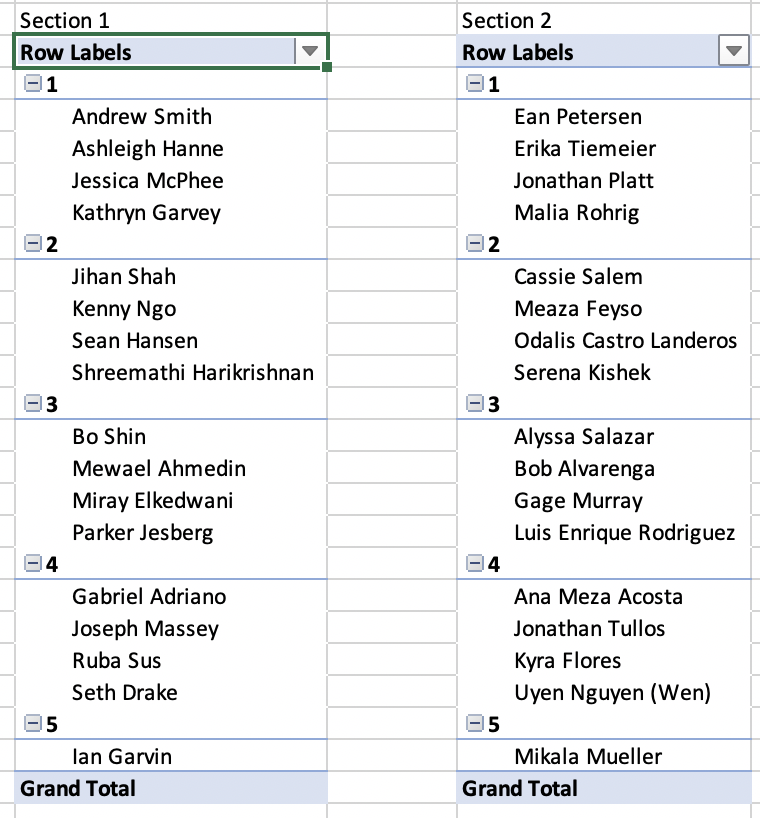 Section 1
Row Labels
1
Andrew Smith
Ashleigh Hanne
Jessica McPhee
Kathryn Garvey
2
Jihan Shah
Kenny Ngo
Sean Hansen
Shreemathi Harikrishnan
3
Bo Shin
Mewael Ahmedin
Miray Elkedwani
Parker Jesberg
4
Gabriel Adriano
Joseph Massey
Ruba Sus
Seth Drake
5
Ian Garvin
Grand Total
Section 2
Row Labels
1
Ean Petersen
Erika Tiemeier
Jonathan Platt
Malia Rohrig
2
Cassie Salem
Meaza Feyso
Odalis Castro Landeros
Serena Kishek
3
Alyssa Salazar
Bob Alvarenga
Gage Murray
Luis Enrique Rodriguez
4
Ana Meza Acosta
Jonathan Tullos
Kyra Flores
Uyen Nguyen (Wen)
5
Mikala Mueller
Grand Total